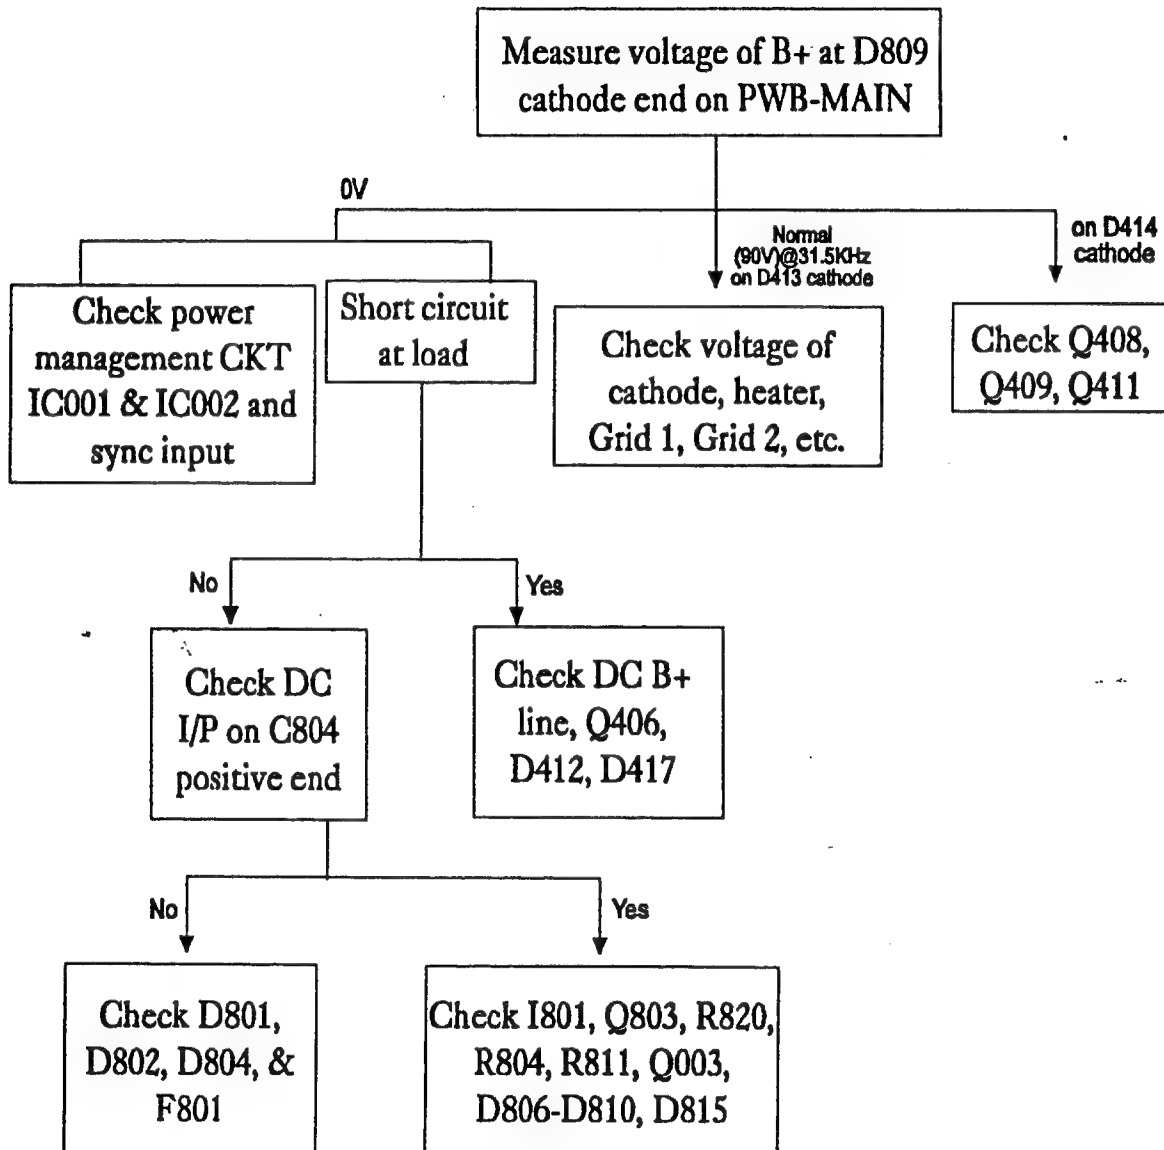 Measure voltage of B+ at D809
cathode end on PWB-MAIN
0V
Normal
(90V)@31.5KHz
on D413 cathode
on D414
cathode
Check power
management CKT
IC001 & IC002 and
sync input
Short circuit
at load
Check voltage of
cathode, heater,
Grid 1, Grid 2, etc.
Check Q408,
Q409, Q411
No
Yes
Check DC
I/P on C804
positive end
Check DC B+
line, Q406,
D412, D417
No
Yes
Check D801,
D802, D804, &
F801
Check I801, Q803, R820,
R804, R811, Q003,
D806-D810, D815